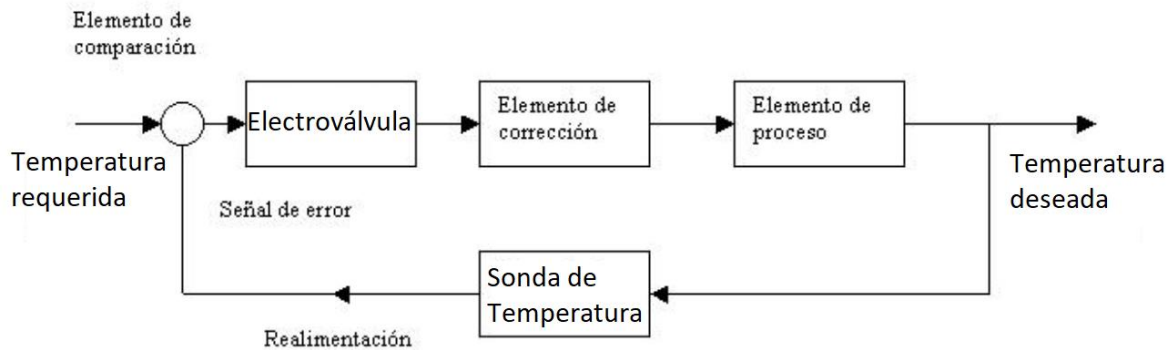 Elemento de
comparación
Electroválvula
Elemento de
corrección
Elemento de
proceso
Temperatura
requerida
Temperatura
deseada
Señal de error
Sonda de
Temperatura
Realimentación